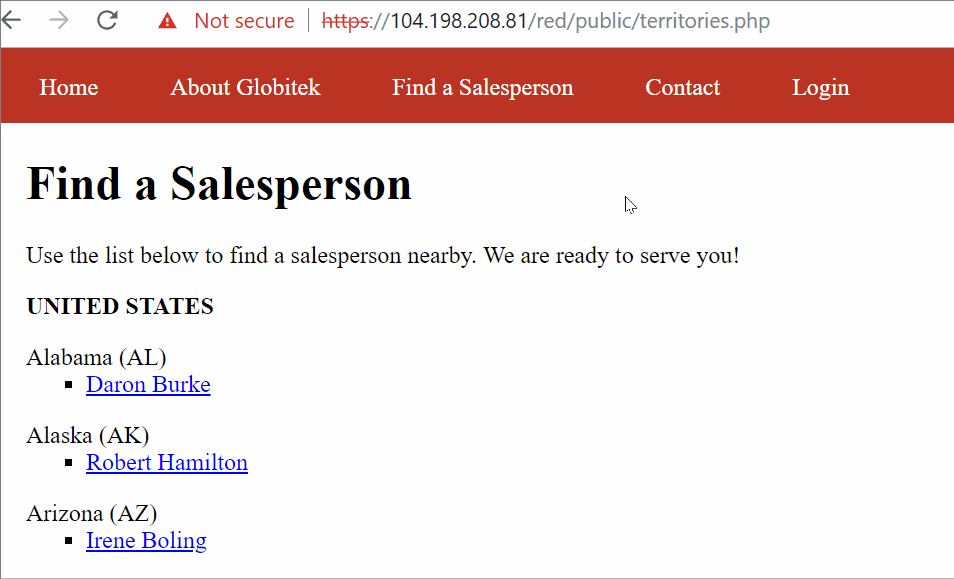 Not secure https://104.198.208.81/red/public/territories.php
Home About Globitek Find a Salesperson Contact Login
Find a Salesperson
Use the list below to find a salesperson nearby. We are ready to serve you!
UNITED STATES
Alabama (AL)
Daron Burke
Alaska (AK)
Robert Hamilton
Arizona (AZ)
Irene Boling